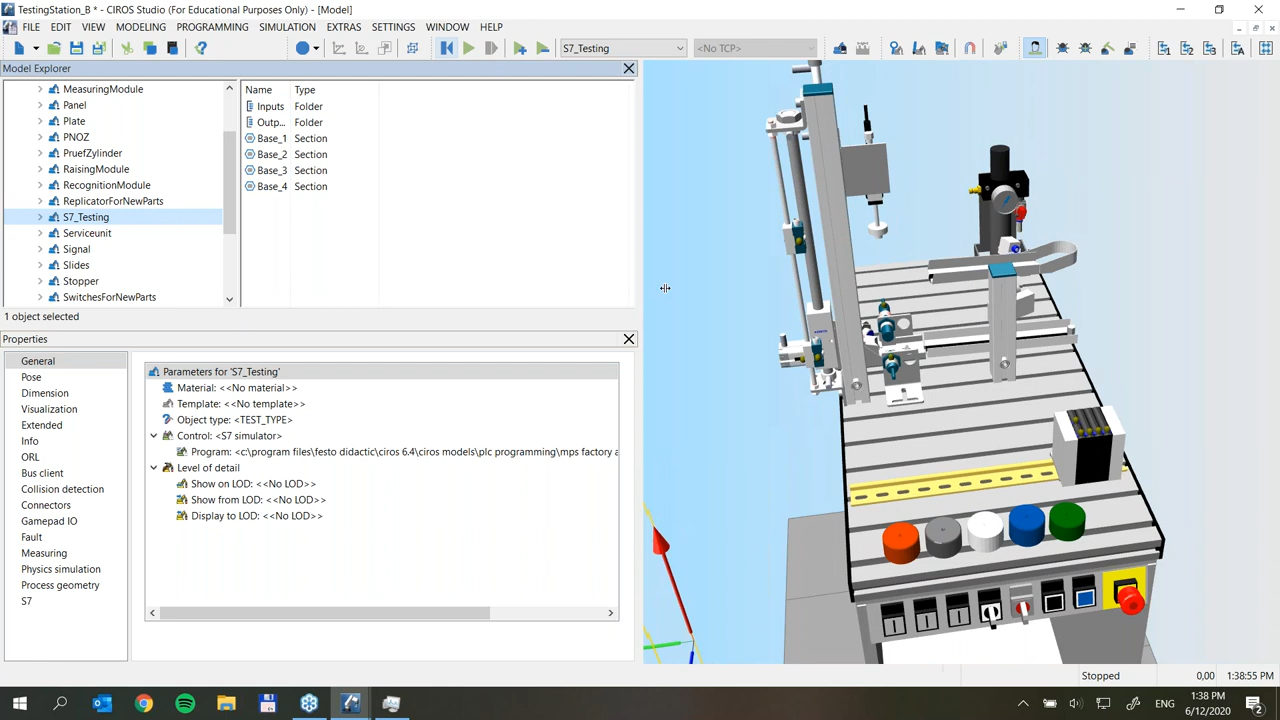 TestingStation_B * - CIROS Studio (For Educational Purposes Only) - [Model]
FILE EDIT VIEW MODELING PROGRAMMING SIMULATION EXTRAS SETTINGS WINDOW HELP
S7_Testing <No TCP>
Model Explorer
MeasuringModule
Panel
Plate
PNOZ
PruefZylinder
RaisingModule
RecognitionModule
ReplicatorForNewParts
S7_Testing
Serviceunit
Signal
Slides
Stopper
SwitchesForNewParts
Name Type
Inputs Folder
Outp... Folder
Base_1 Section
Base_2 Section
Base_3 Section
Base_4 Section
1 object selected
Properties
General
Pose
Dimension
Visualization
Extended
Info
ORL
Bus client
Collision detection
Connectors
Gamepad IO
Fault
Measuring
Physics simulation
Process geometry
S7
Parameters for 'S7_Testing'
Material: <<No material>>
Template: <<No template>>
Object type: <TEST_TYPE>
Control: <S7 simulator>
Program: <c:\program files\festo didactic\ciros 6.4\ciros models\plc programming\mps factory a
Level of detail
Show on LOD: <<No LOD>>
Show from LOD: <<No LOD>>
Display to LOD: <<No LOD>>
Stopped 0,00 1:38:55 PM
ENG
1:38 PM
6/12/2020
2